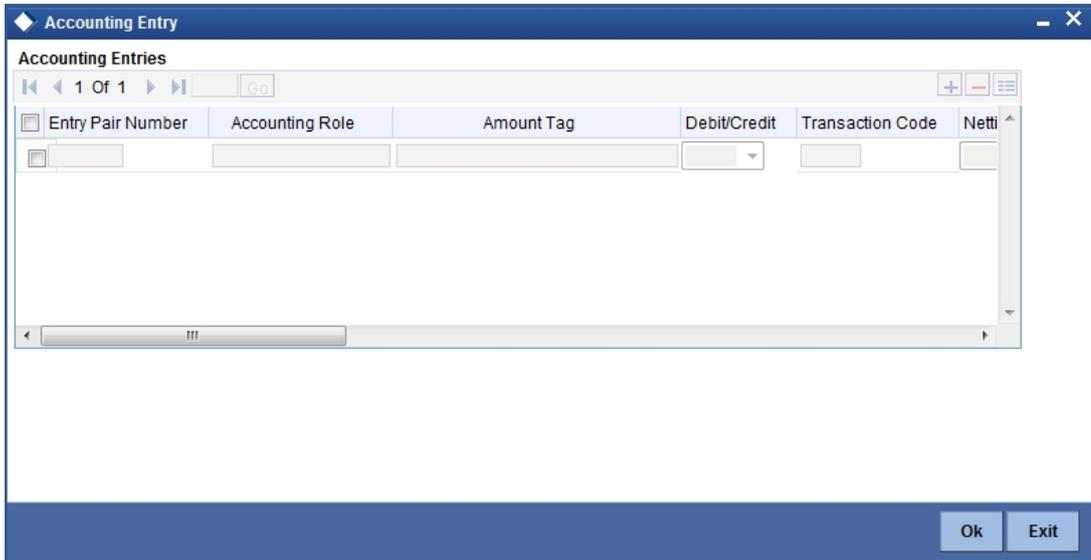 Accounting Entry
Accounting Entries
1 Of 1 Go
Entry Pair Number Accounting Role Amount Tag Debit/Credit Transaction Code Netti
Ok Exit